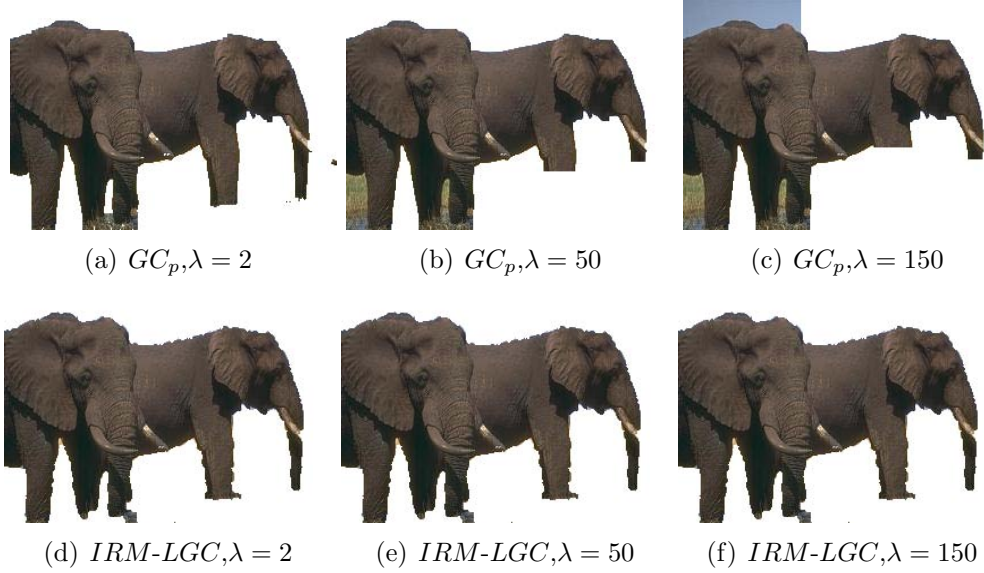 (a) GC_p,λ = 2
(b) GC_p,λ = 50
(c) GC_p,λ = 150
(d) IRM-LGC,λ = 2
(e) IRM-LGC,λ = 50
(f) IRM-LGC,λ = 150